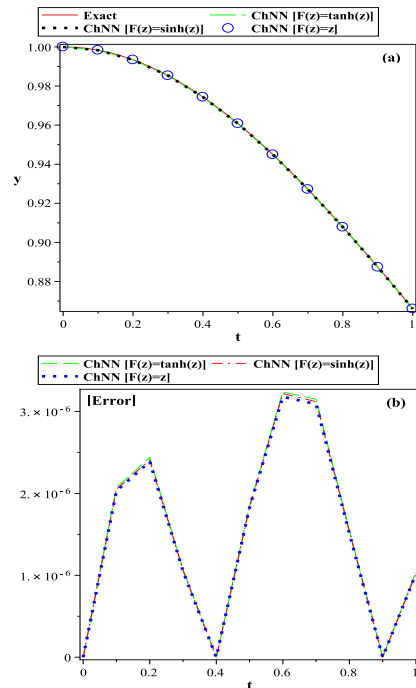 Exact ChNN [F(z)=tanh(z)]
ChNN [F(z)=sinh(z)] ChNN [F(z)=z]
(a)
1.00
0.98
0.96
y
0.94
0.92
0.90
0.88
0 0.2 0.4 0.6 0.8 1
t
ChNN [F(z)=tanh(z)] ChNN [F(z)=sinh(z)]
ChNN [F(z)=z]
|Error| (b)
3. × 10⁻⁶
2. × 10⁻⁶
1. × 10⁻⁶
0
0 0.2 0.4 0.6 0.8 1
t